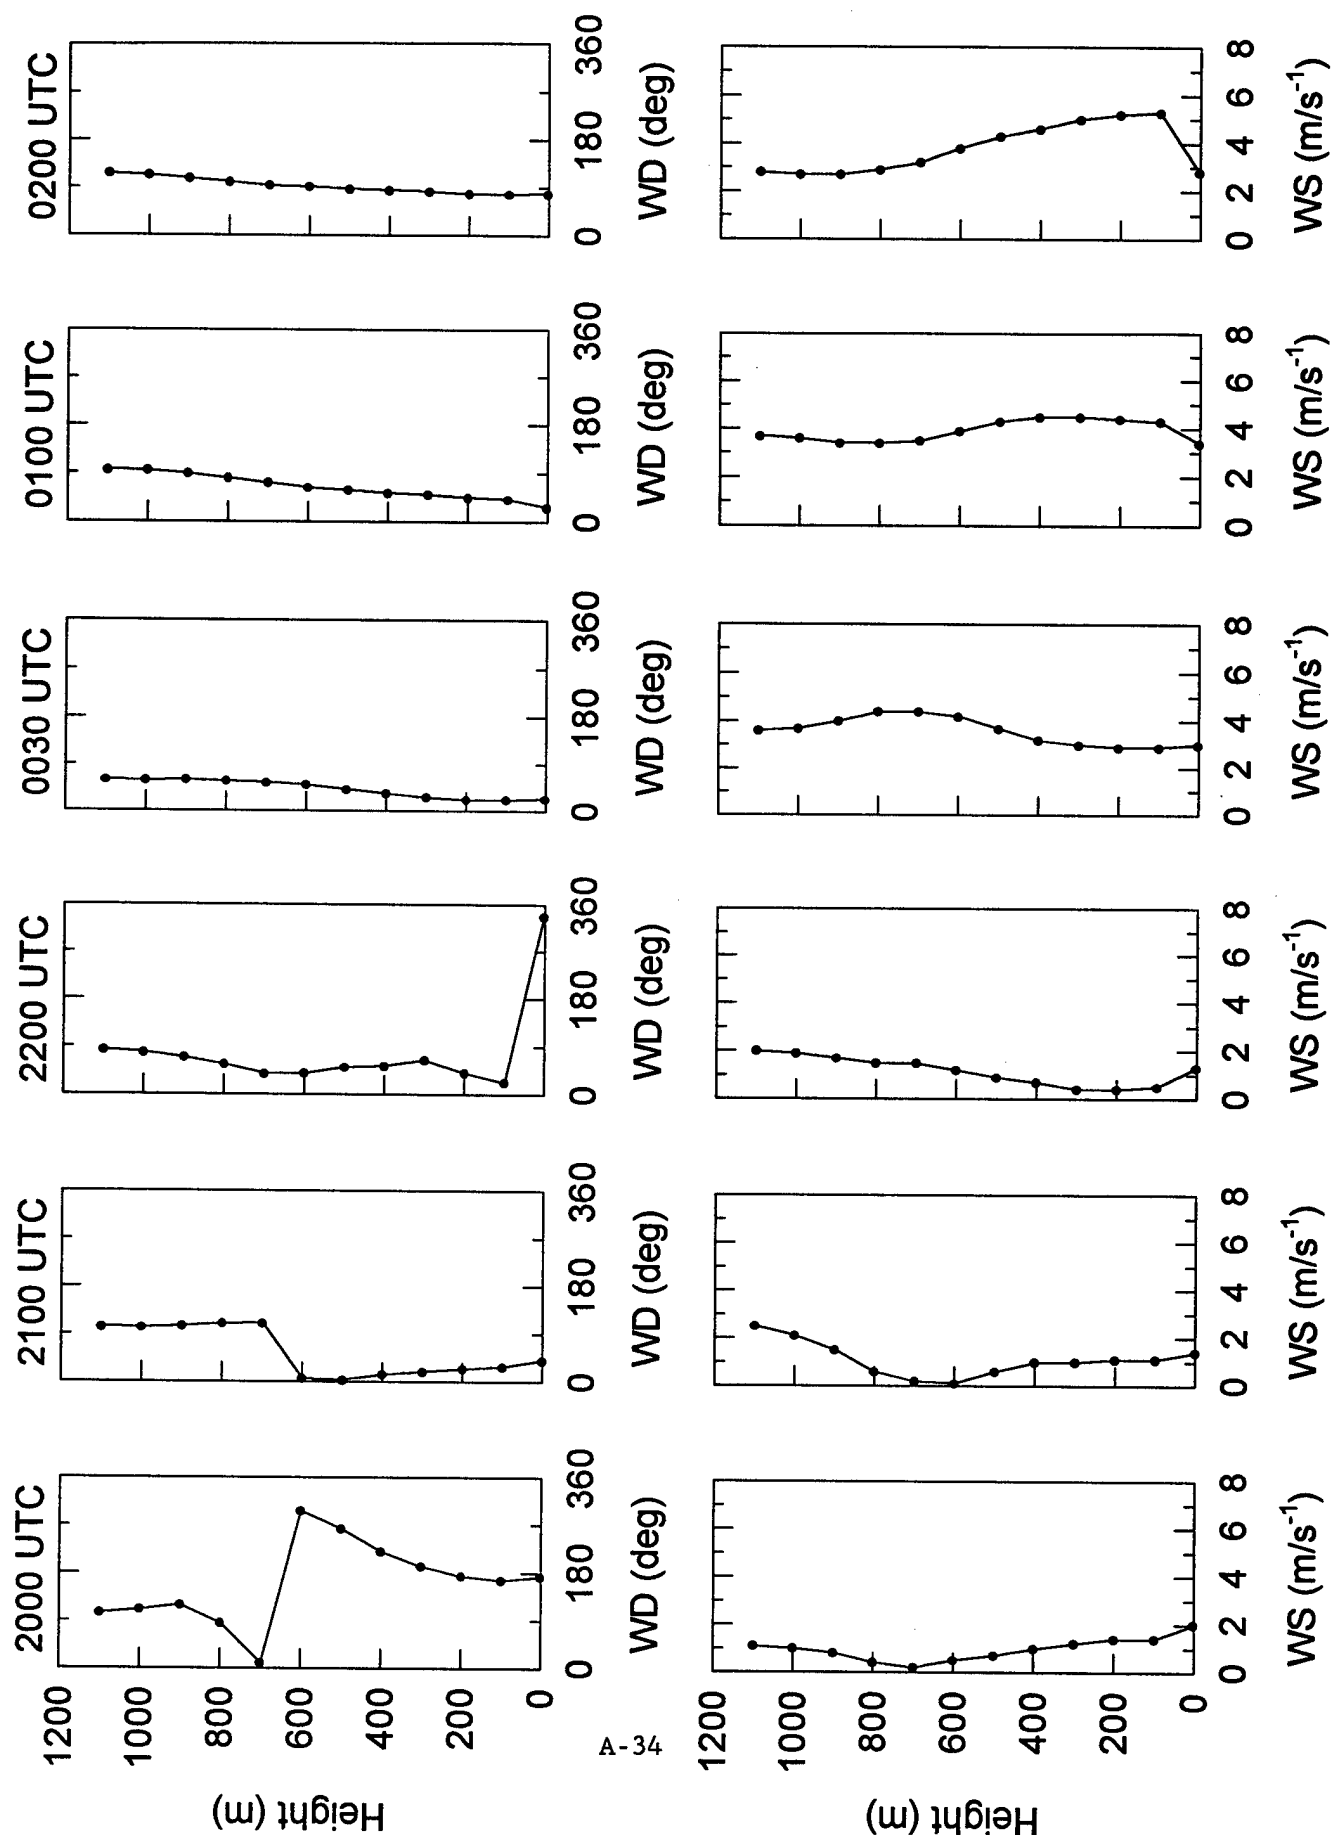 2000 UTC
2100 UTC
2200 UTC
0030 UTC
0100 UTC
0200 UTC
Height (m)
1200
1000
800
600
400
200
0
0 180 360
0 180 360
0 180 360
0 180 360
0 180 360
0 180 360
WD (deg)
WD (deg)
WD (deg)
WD (deg)
WD (deg)
WD (deg)
Height (m)
1200
1000
800
600
400
200
0
0 2 4 6 8
0 2 4 6 8
0 2 4 6 8
0 2 4 6 8
0 2 4 6 8
0 2 4 6 8
WS (m/s⁻¹)
WS (m/s⁻¹)
WS (m/s⁻¹)
WS (m/s⁻¹)
WS (m/s⁻¹)
WS (m/s⁻¹)
A-34